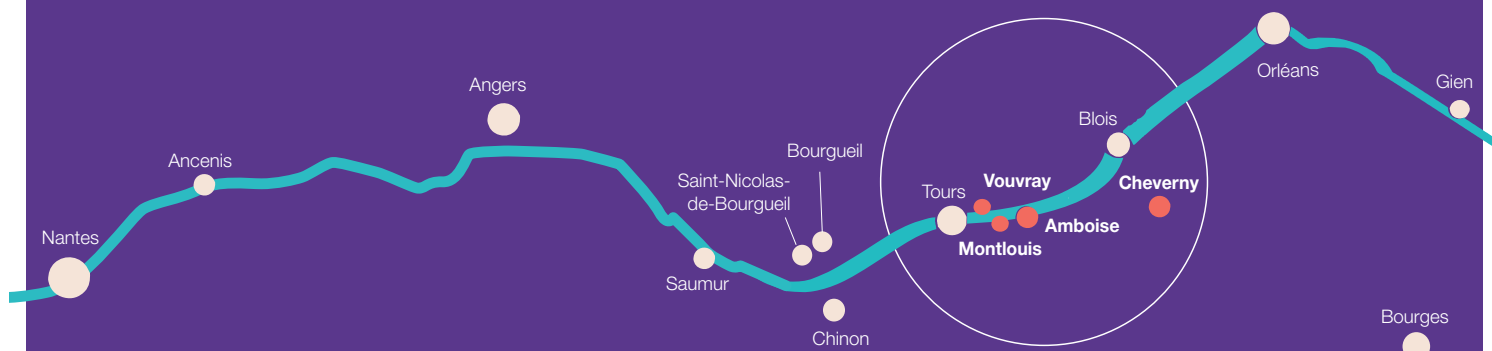 Nantes
Ancenis
Angers
Saumur
Saint-Nicolas-
de-Bourgueil
Bourgueil
Chinon
Tours
Vouvray
Montlouis
Amboise
Blois
Cheverny
Orléans
Gien
Bourges